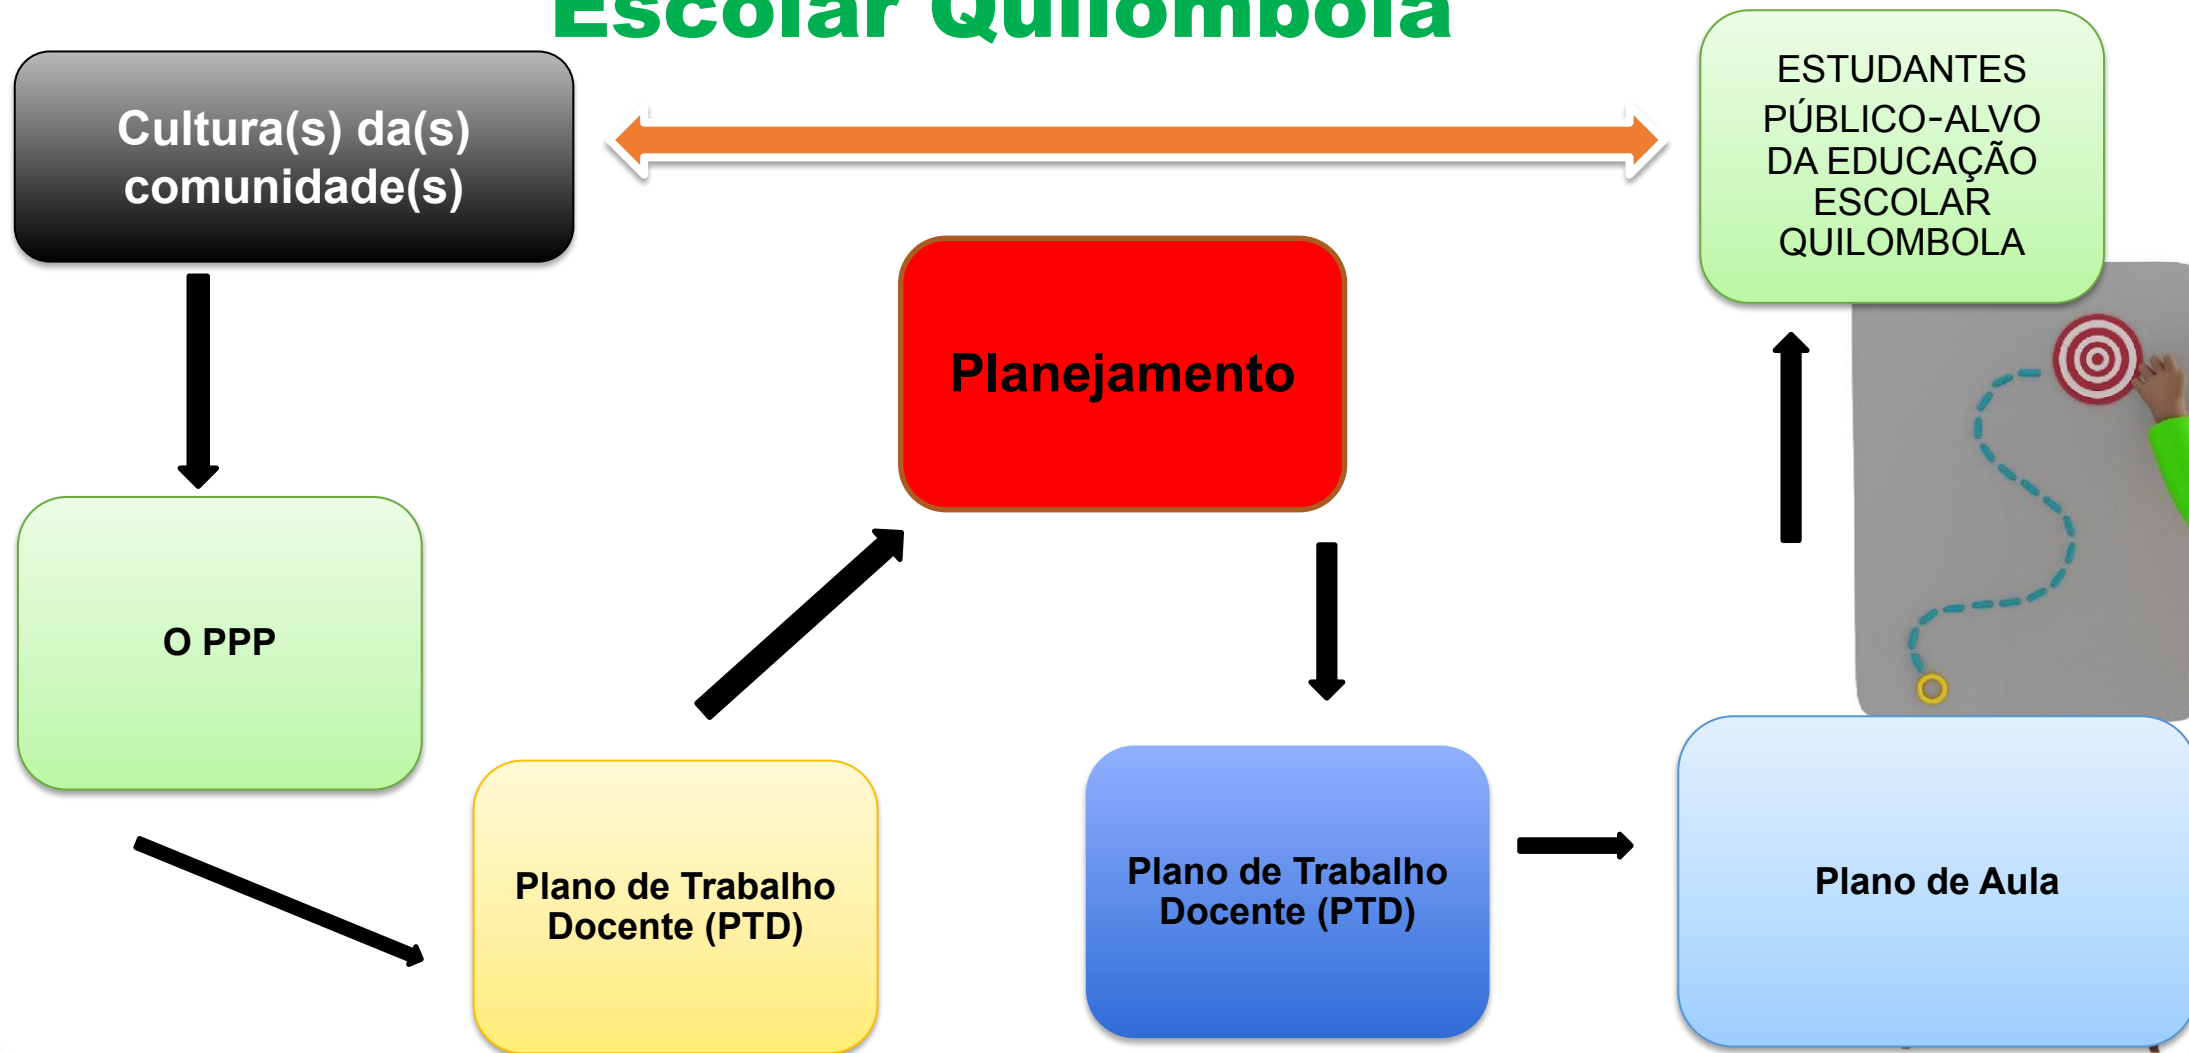 Escolar Quilombola
Cultura(s) da(s)
comunidade(s)
ESTUDANTES
PÚBLICO-ALVO
DA EDUCAÇÃO
ESCOLAR
QUILOMBOLA
Planejamento
O PPP
Plano de Trabalho
Docente (PTD)
Plano de Trabalho
Docente (PTD)
Plano de Aula